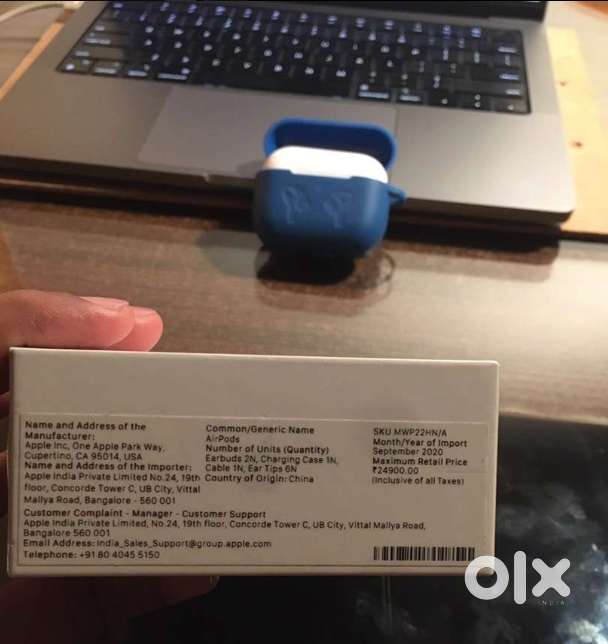 Name and Address of the
Manufacturer:
Apple Inc, One Apple Park Way,
Cupertino, CA 95014, USA
Name and Address of the Importer:
Apple India Private Limited No.24, 19th
floor, Concorde Tower C, UB City, Vittal
Mallya Road, Bangalore - 560 001
Common/Generic Name
AirPods
Number of Units (Quantity)
Earbuds 2N, Charging Case 1N,
Cable 1N, Ear Tips 6N
Country of Origin: China
SKU MWP22HN/A
Month/Year of Import
September 2020
Maximum Retail Price
₹24900.00
(Inclusive of all Taxes)
Customer Complaint - Manager - Customer Support
Apple India Private Limited, No.24, 19th floor, Concorde Tower C, UB City, Vittal Mallya Road,
Bangalore 560 001
Email Address: India_Sales_Support@group.apple.com
Telephone: +91 80 4045 5150
olx
INDIA